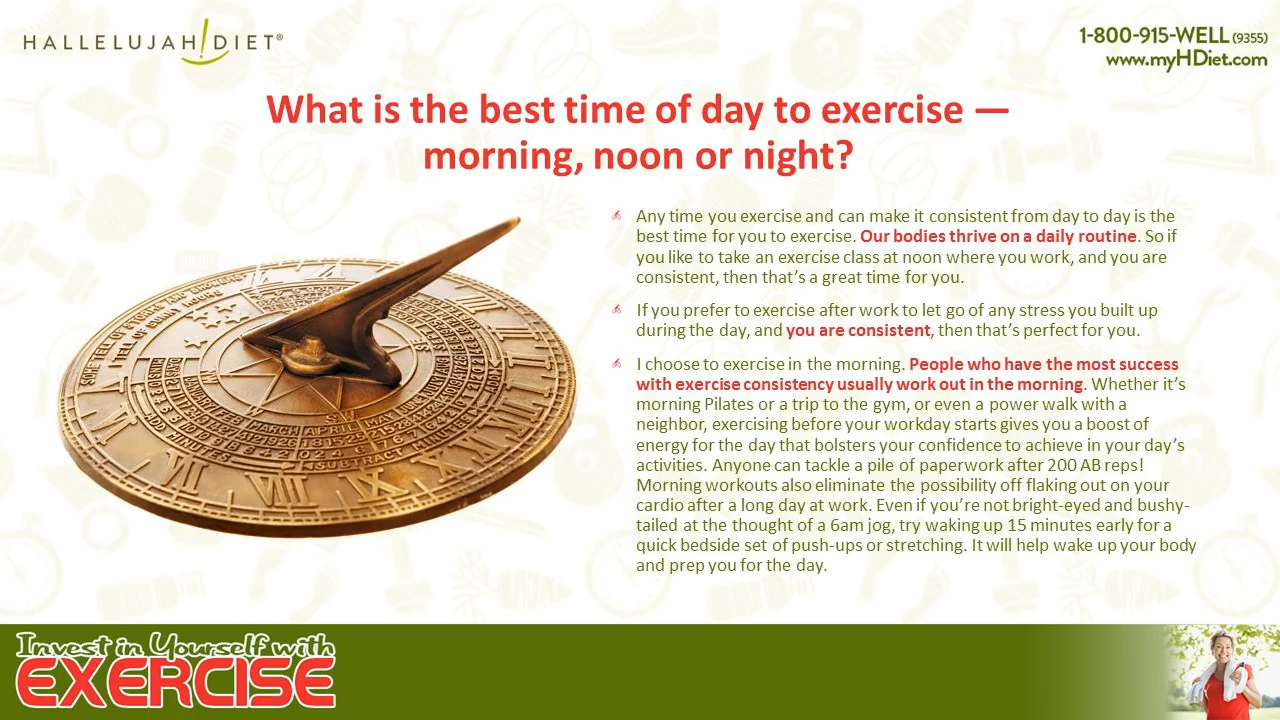 HALLELUJAH!DIET®
1-800-915-WELL (9355)
www.myHDiet.com
What is the best time of day to exercise —
morning, noon or night?
Any time you exercise and can make it consistent from day to day is the
best time for you to exercise. Our bodies thrive on a daily routine. So if
you like to take an exercise class at noon where you work, and you are
consistent, then that’s a great time for you.
If you prefer to exercise after work to let go of any stress you built up
during the day, and you are consistent, then that’s perfect for you.
I choose to exercise in the morning. People who have the most success
with exercise consistency usually work out in the morning. Whether it’s
morning Pilates or a trip to the gym, or even a power walk with a
neighbor, exercising before your workday starts gives you a boost of
energy for the day that bolsters your confidence to achieve in your day’s
activities. Anyone can tackle a pile of paperwork after 200 AB reps!
Morning workouts also eliminate the possibility off flaking out on your
cardio after a long day at work. Even if you’re not bright-eyed and bushy-
tailed at the thought of a 6am jog, try waking up 15 minutes early for a
quick bedside set of push-ups or stretching. It will help wake up your body
and prep you for the day.
VI
VII
VIII
IX
X
MARCH APRIL MAY
ADD MINUTES
SUBTRACT
Invest in Yourself with
EXERCISE